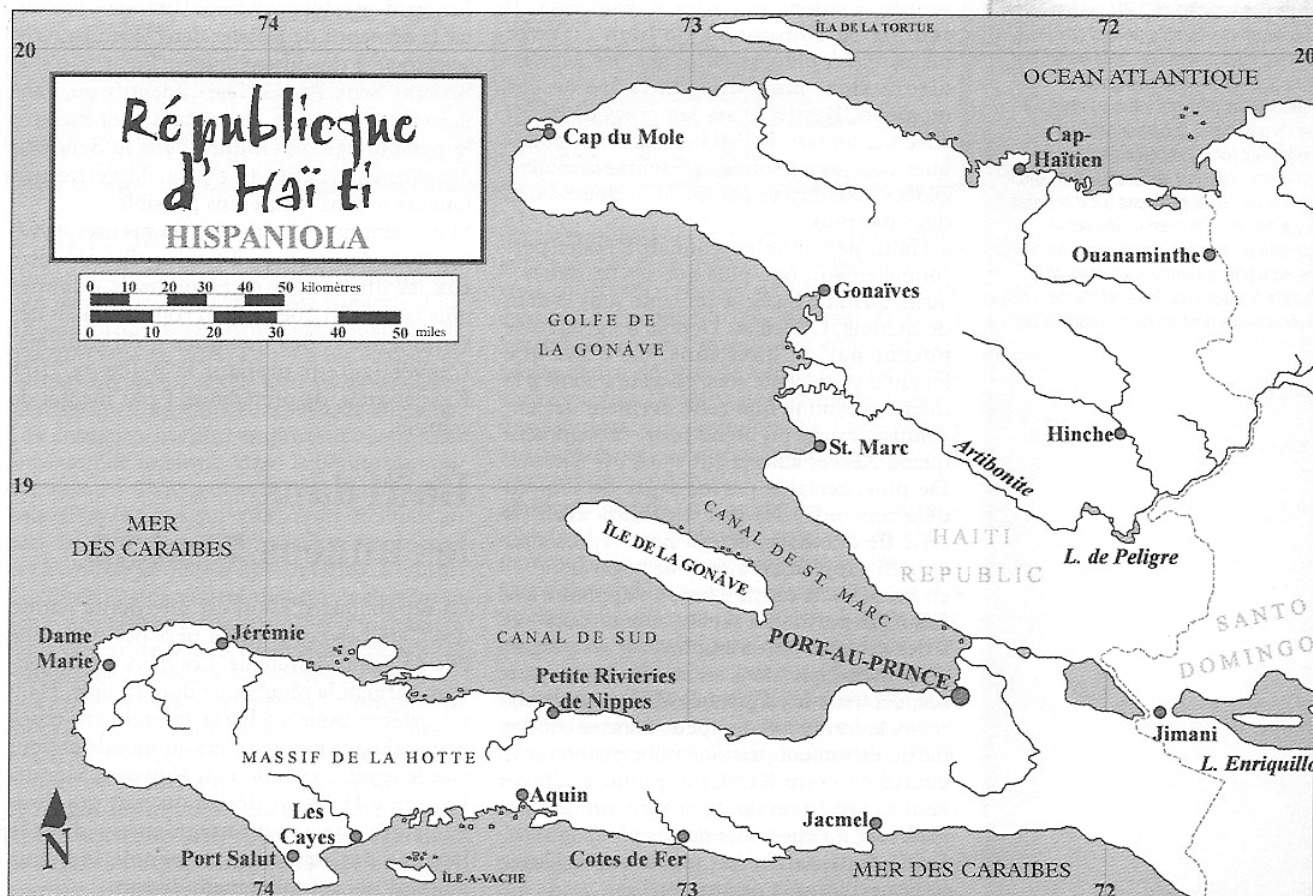 74
73
72
20
20
ÎLA DE LA TORTUE
OCEAN ATLANTIQUE
Républicque
d'Haïti
HISPANIOLA
0 10 20 30 40 50 kilomètres
0 10 20 30 40 50 miles
Cap du Mole
Cap-
Haïtien
Ouanaminthe
Gonaïves
GOLFE DE
LA GONÁVE
Hinche
St. Marc
Artibonite
19
MER
DES CARAIBES
CANAL DE ST. MARC
ÎLE DE LA GONÂVE
HAITI
REPUBLIC
L. de Peligre
SANTO
DOMINGO
Dame
Marie
Jérémie
CANAL DE SUD
PORT-AU-PRINCE
Petite Rivieries
de Nippes
Jimani
L. Enriquillo
MASSIF DE LA HOTTE
Aquin
Les
Cayes
Jacmel
N
Port Salut
Cotes de Fer
MER DES CARAIBES
ÎLE-A-VACHE
74
73
72